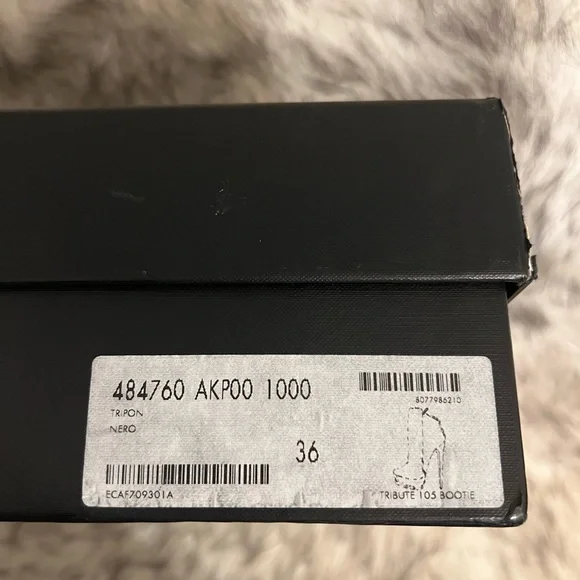 484760 AKP00 1000
8077986210
TRIPON
NERO
36
ECAF709301A
TRIBUTE 105 BOOTIE